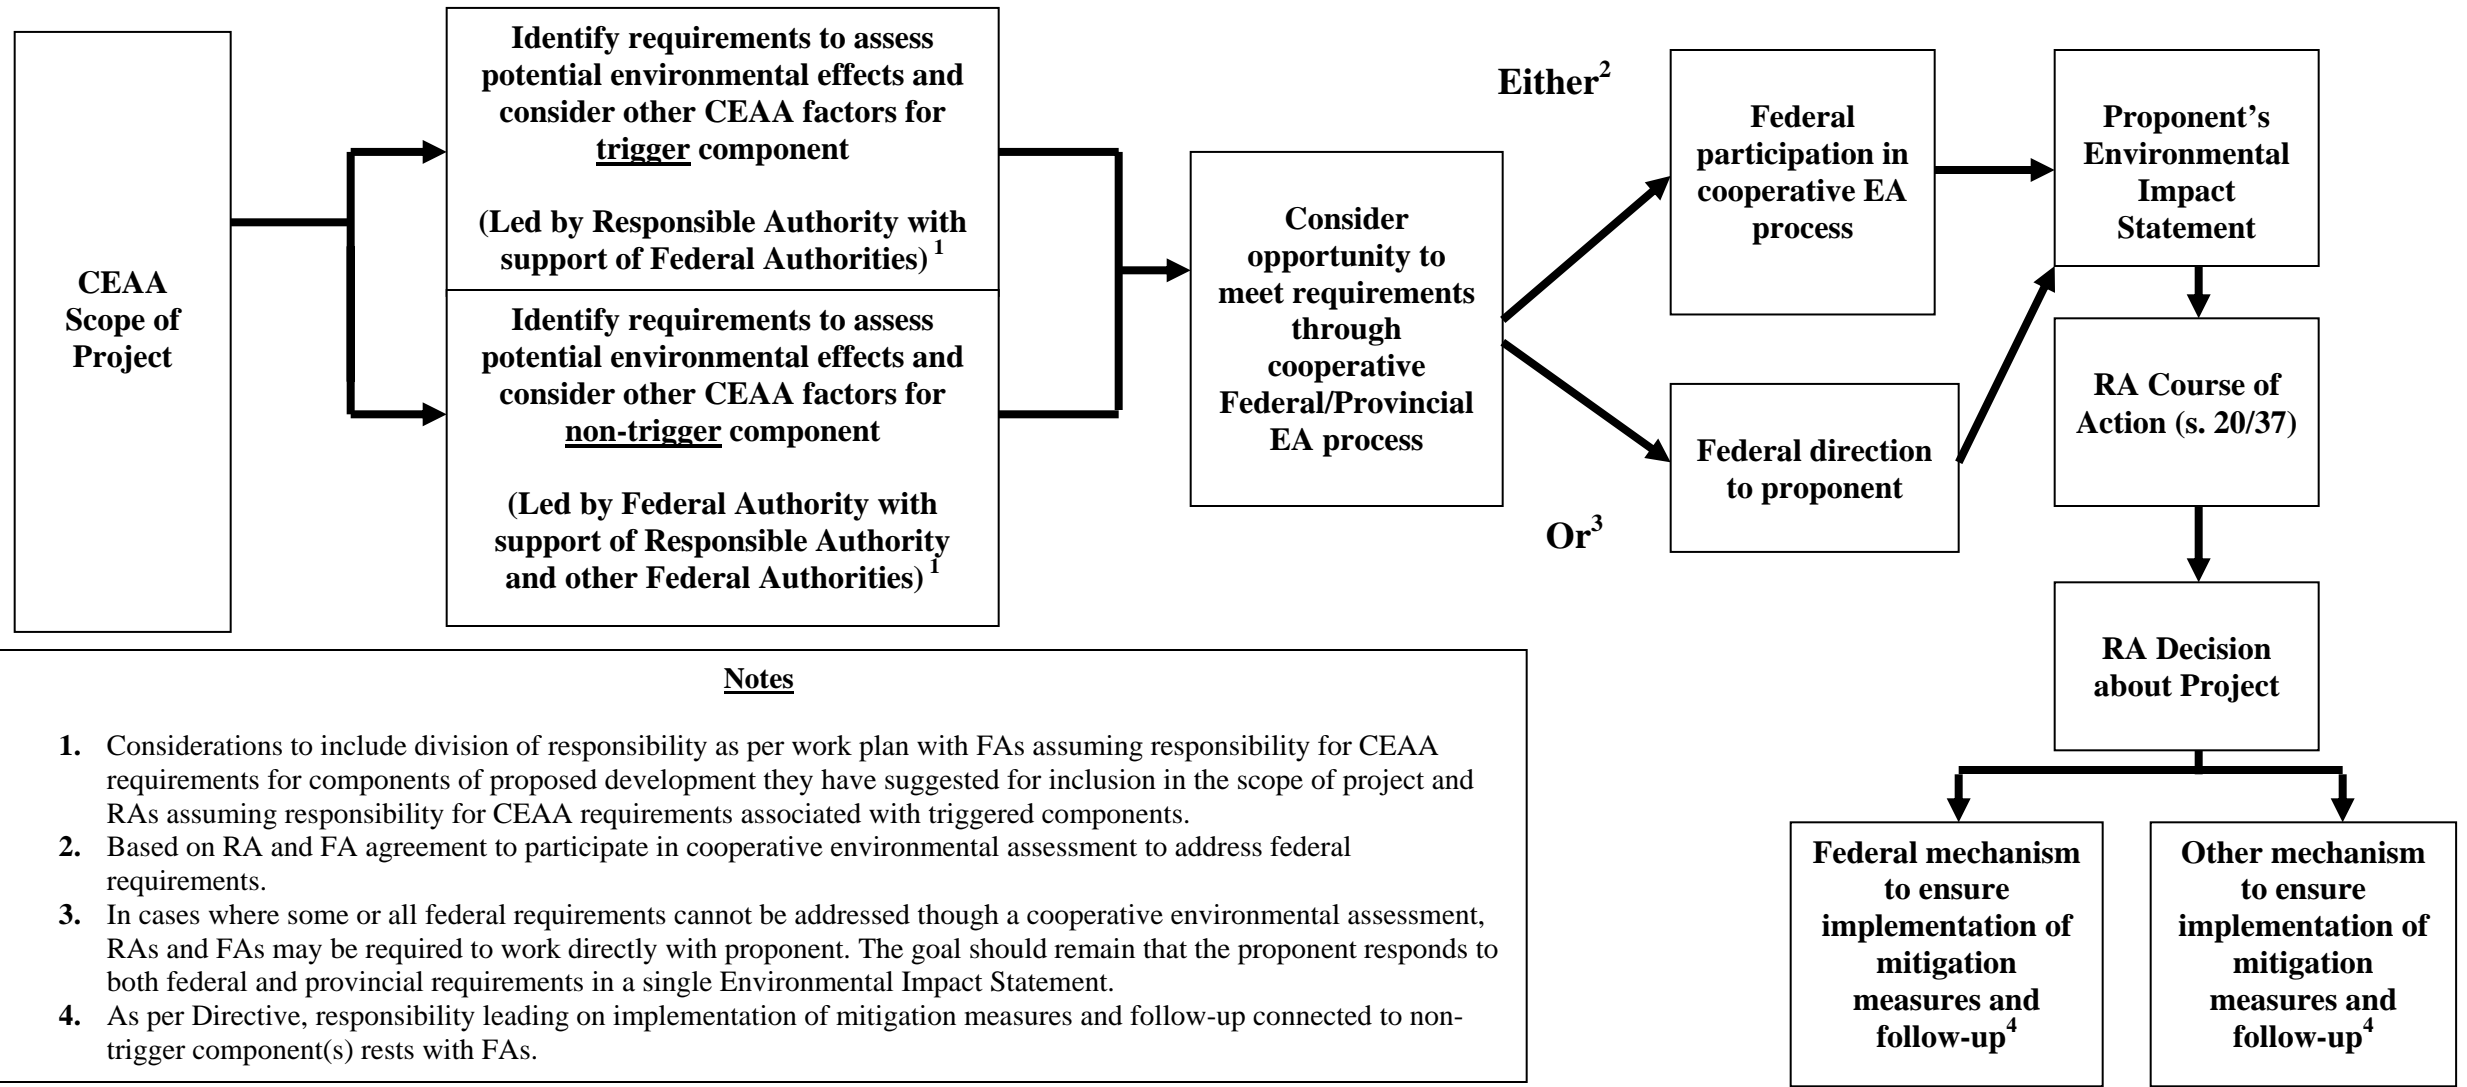 CEAA
Scope of
Project
Identify requirements to assess
potential environmental effects and
consider other CEAA factors for
trigger component
(Led by Responsible Authority with
support of Federal Authorities) 1
Identify requirements to assess
potential environmental effects and
consider other CEAA factors for
non-trigger component
(Led by Federal Authority with
support of Responsible Authority
and other Federal Authorities) 1
Consider
opportunity to
meet requirements
through
cooperative
Federal/Provincial
EA process
Either2
Or3
Federal
participation in
cooperative EA
process
Federal direction
to proponent
Proponent’s
Environmental
Impact
Statement
RA Course of
Action (s. 20/37)
RA Decision
about Project
Federal mechanism
to ensure
implementation of
mitigation
measures and
follow-up4
Other mechanism
to ensure
implementation of
mitigation
measures and
follow-up4
Notes
1. Considerations to include division of responsibility as per work plan with FAs assuming responsibility for CEAA
requirements for components of proposed development they have suggested for inclusion in the scope of project and
RAs assuming responsibility for CEAA requirements associated with triggered components.
2. Based on RA and FA agreement to participate in cooperative environmental assessment to address federal
requirements.
3. In cases where some or all federal requirements cannot be addressed though a cooperative environmental assessment,
RAs and FAs may be required to work directly with proponent. The goal should remain that the proponent responds to
both federal and provincial requirements in a single Environmental Impact Statement.
4. As per Directive, responsibility leading on implementation of mitigation measures and follow-up connected to non-
trigger component(s) rests with FAs.